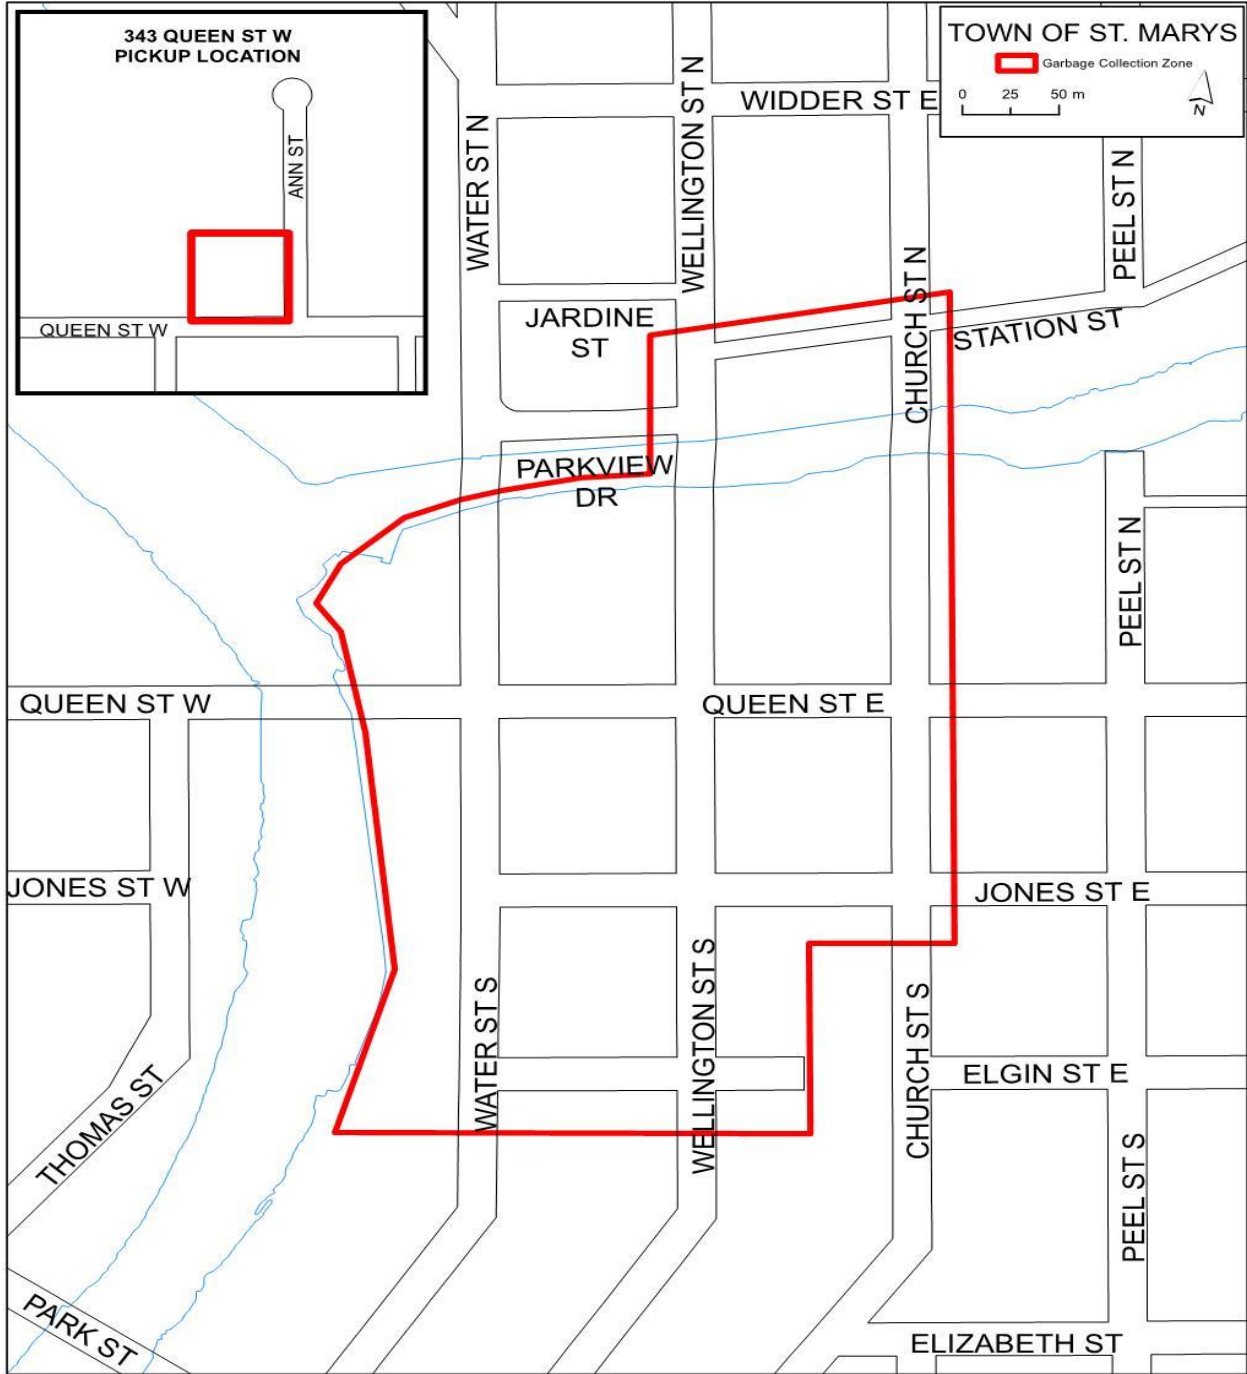 343 QUEEN ST W
PICKUP LOCATION
ANN ST
QUEEN ST W
TOWN OF ST. MARYS
Garbage Collection Zone
0 25 50 m
N
WIDDER ST E
WATER ST N
WELLINGTON ST N
PEEL ST N
CHURCH ST N
JARDINE
ST
STATION ST
PARKVIEW
DR
PEEL ST N
QUEEN ST W
QUEEN ST E
JONES ST W
JONES ST E
WATER ST S
WELLINGTON ST S
CHURCH ST S
ELGIN ST E
THOMAS ST
PEEL ST S
PARK ST
ELIZABETH ST